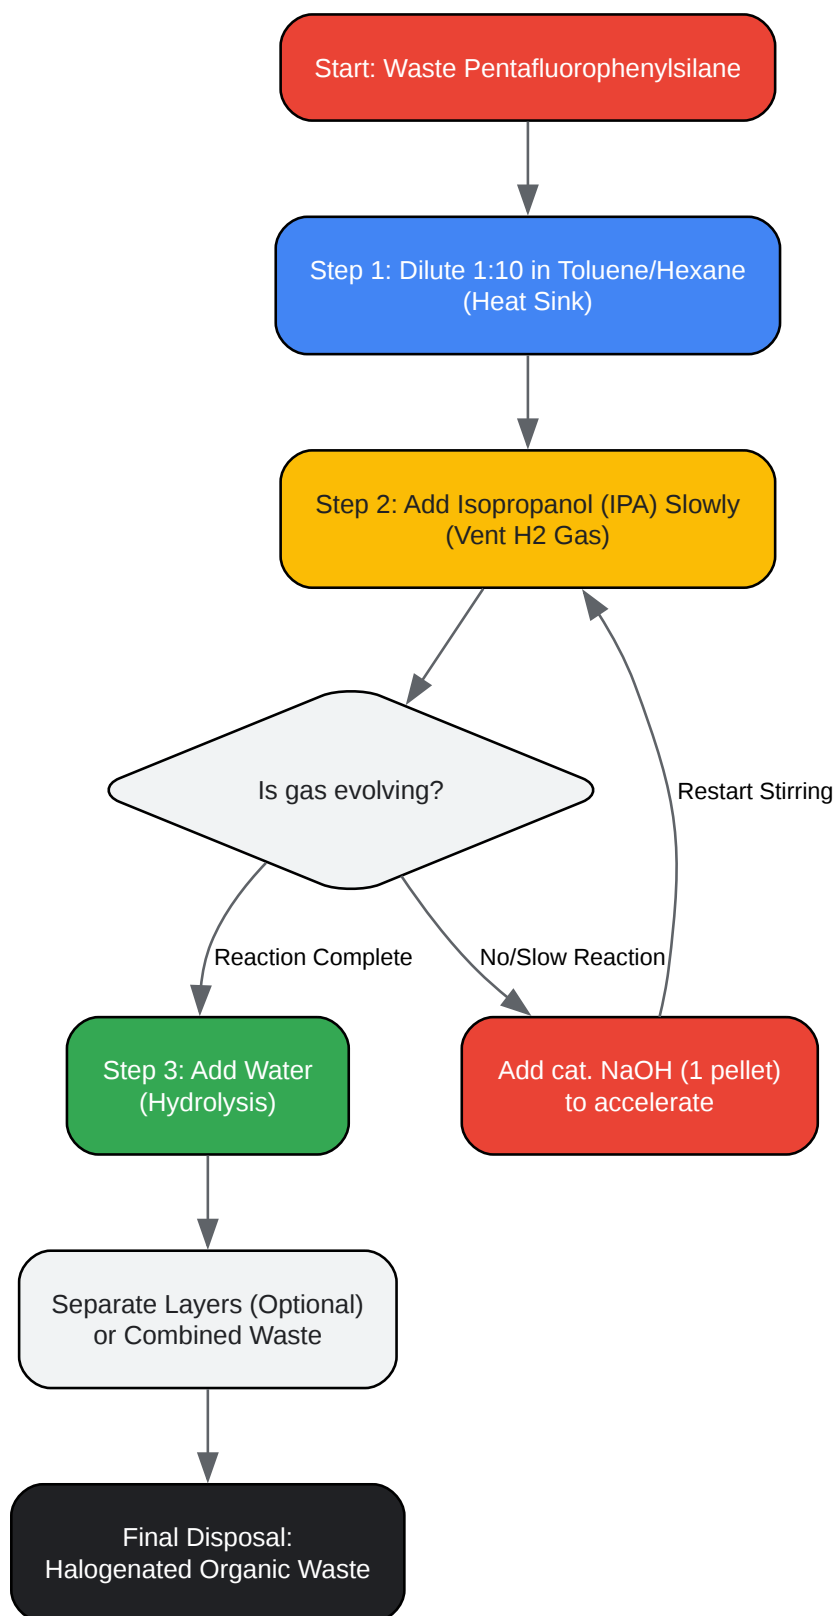 Start: Waste Pentafluorophenylsilane
Step 1: Dilute 1:10 in Toluene/Hexane
(Heat Sink)
Step 2: Add Isopropanol (IPA) Slowly
(Vent H2 Gas)
Is gas evolving?
Restart Stirring
Reaction Complete
No/Slow Reaction
Step 3: Add Water
(Hydrolysis)
Add cat. NaOH (1 pellet)
to accelerate
Separate Layers (Optional)
or Combined Waste
Final Disposal:
Halogenated Organic Waste